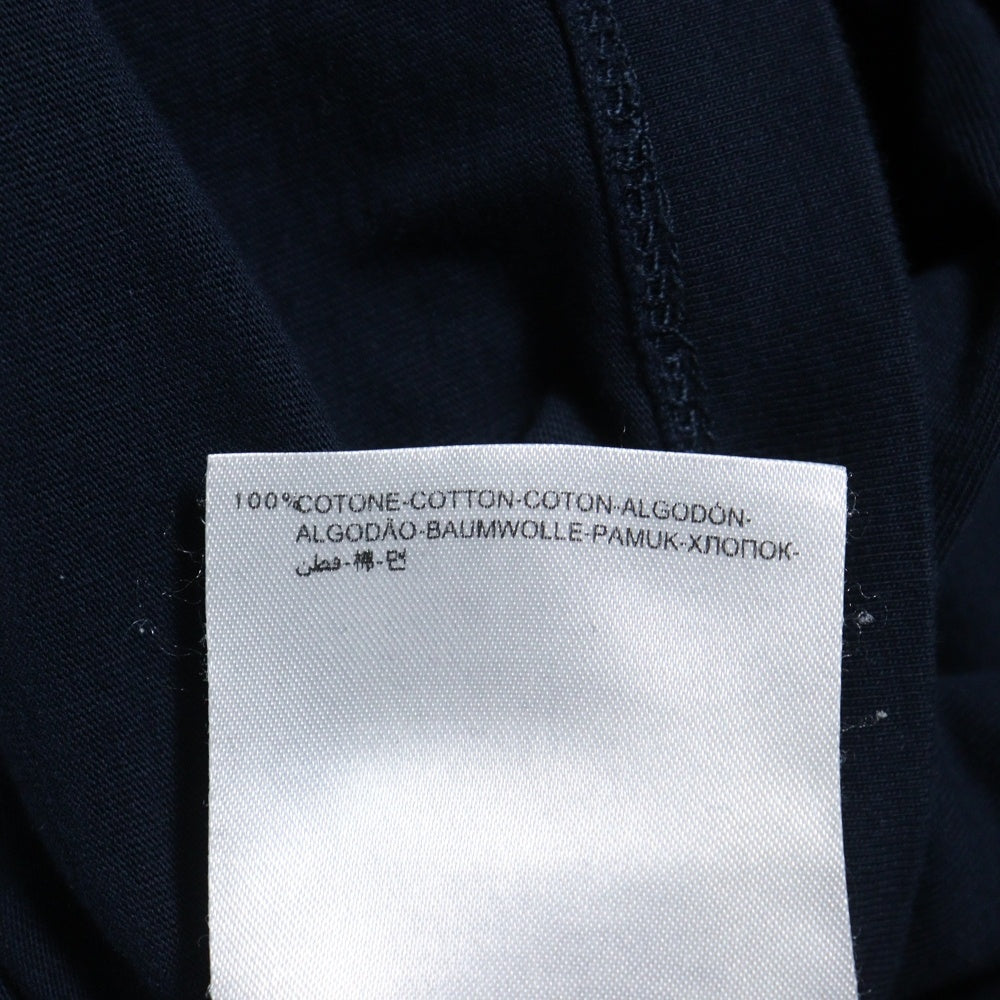 100%COTONE-COTTON-COTON-ALGODÓN-
ALGODÃO-BAUMWOLLE-PAMUK-ХЛОПОК-
قطن-棉-면